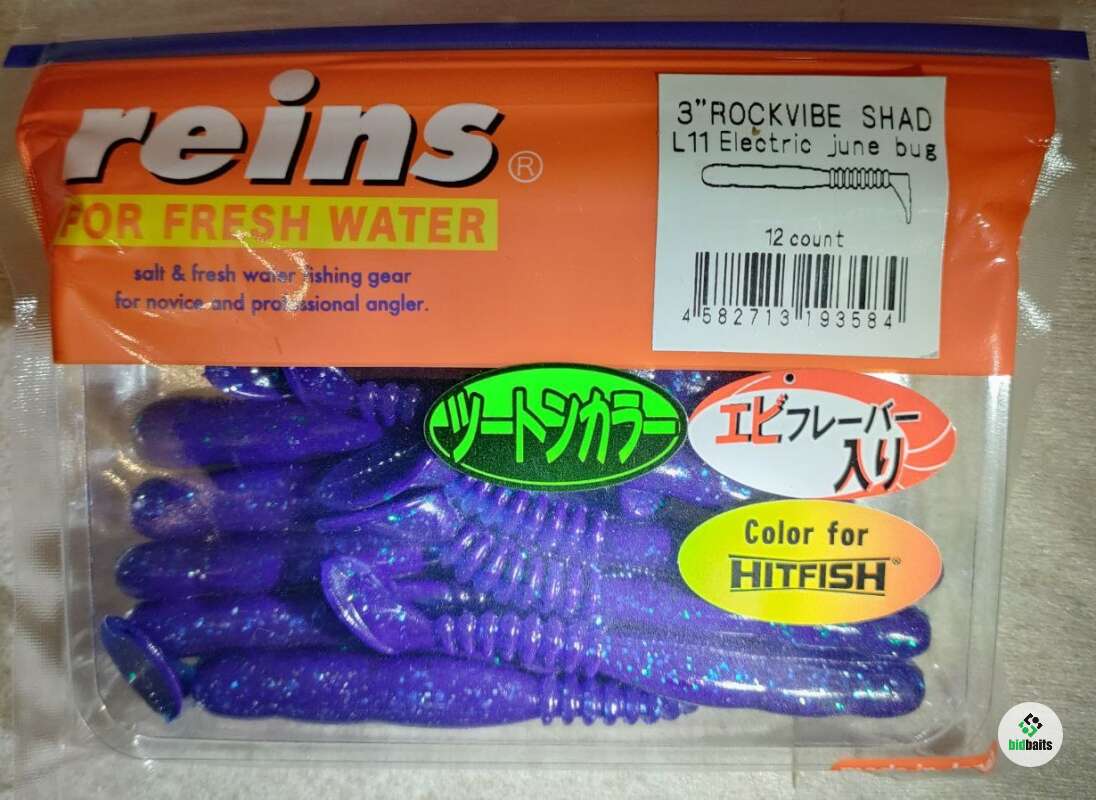 reins®
FOR FRESH WATER
salt & fresh water fishing gear
for novice and professional angler.
3"ROCKVIBE SHAD
L11 Electric june bug
12 count
4 582713 193584
ツートンカラー
エビフレーバー
入り
Color for
HITFISH®
bidbaits